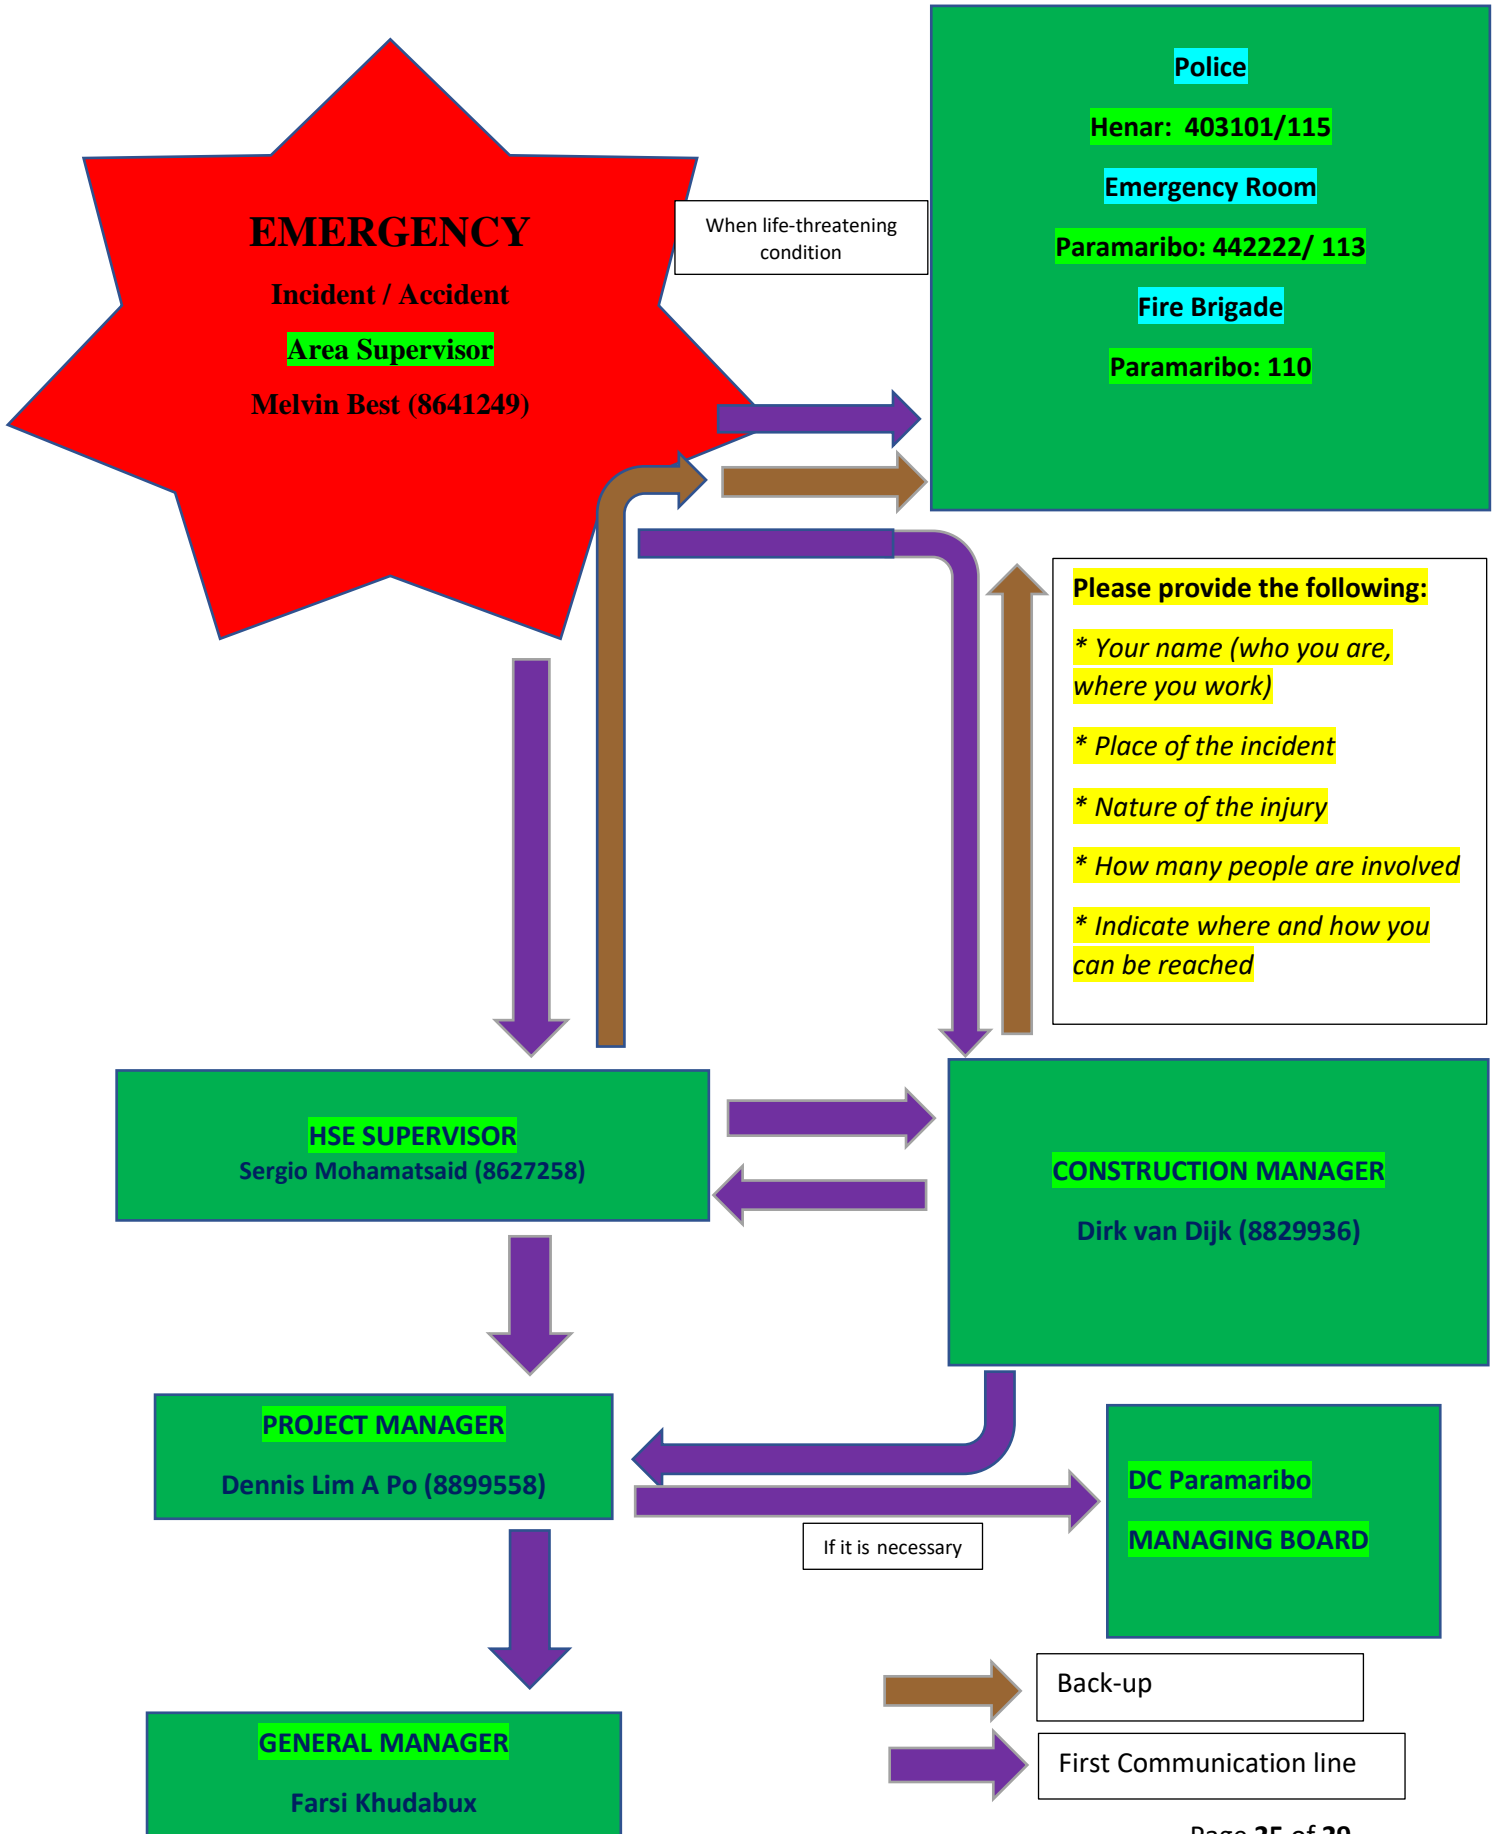 Police
Henar:  403101/115
Emergency Room
Paramaribo: 442222/ 113
Fire Brigade
Paramaribo: 110
EMERGENCY
Incident / Accident
Area Supervisor
Melvin Best (8641249)
When life-threatening
condition
Please provide the following:
* Your name (who you are,
where you work)
* Place of the incident
* Nature of the injury
* How many people are involved
* Indicate where and how you
can be reached
HSE SUPERVISOR
Sergio Mohamatsaid (8627258)
CONSTRUCTION MANAGER
Dirk van Dijk (8829936)
PROJECT MANAGER
Dennis Lim A Po (8899558)
DC Paramaribo
MANAGING BOARD
If it is necessary
Back-up
First Communication line
GENERAL MANAGER
Farsi Khudabux
Page 25 of 29